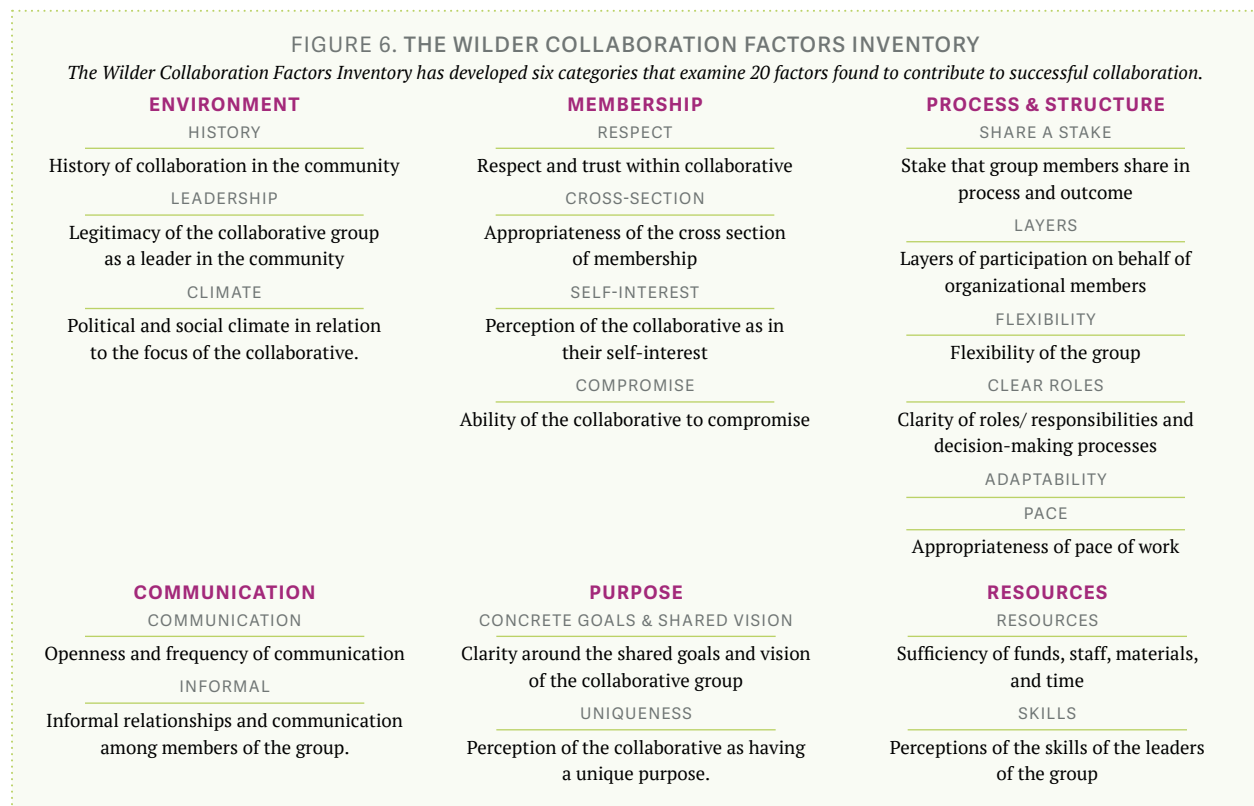 FIGURE 6. THE WILDER COLLABORATION FACTORS INVENTORY
The Wilder Collaboration Factors Inventory has developed six categories that examine 20 factors found to contribute to successful collaboration.
ENVIRONMENT
HISTORY
History of collaboration in the community
LEADERSHIP
Legitimacy of the collaborative group
as a leader in the community
CLIMATE
Political and social climate in relation
to the focus of the collaborative.
MEMBERSHIP
RESPECT
Respect and trust within collaborative
CROSS-SECTION
Appropriateness of the cross section
of membership
SELF-INTEREST
Perception of the collaborative as in
their self-interest
COMPROMISE
Ability of the collaborative to compromise
PROCESS & STRUCTURE
SHARE A STAKE
Stake that group members share in
process and outcome
LAYERS
Layers of participation on behalf of
organizational members
FLEXIBILITY
Flexibility of the group
CLEAR ROLES
Clarity of roles/ responsibilities and
decision-making processes
ADAPTABILITY
PACE
Appropriateness of pace of work
COMMUNICATION
COMMUNICATION
Openness and frequency of communication
INFORMAL
Informal relationships and communication
among members of the group.
PURPOSE
CONCRETE GOALS & SHARED VISION
Clarity around the shared goals and vision
of the collaborative group
UNIQUENESS
Perception of the collaborative as having
a unique purpose.
RESOURCES
RESOURCES
Sufficiency of funds, staff, materials,
and time
SKILLS
Perceptions of the skills of the leaders
of the group